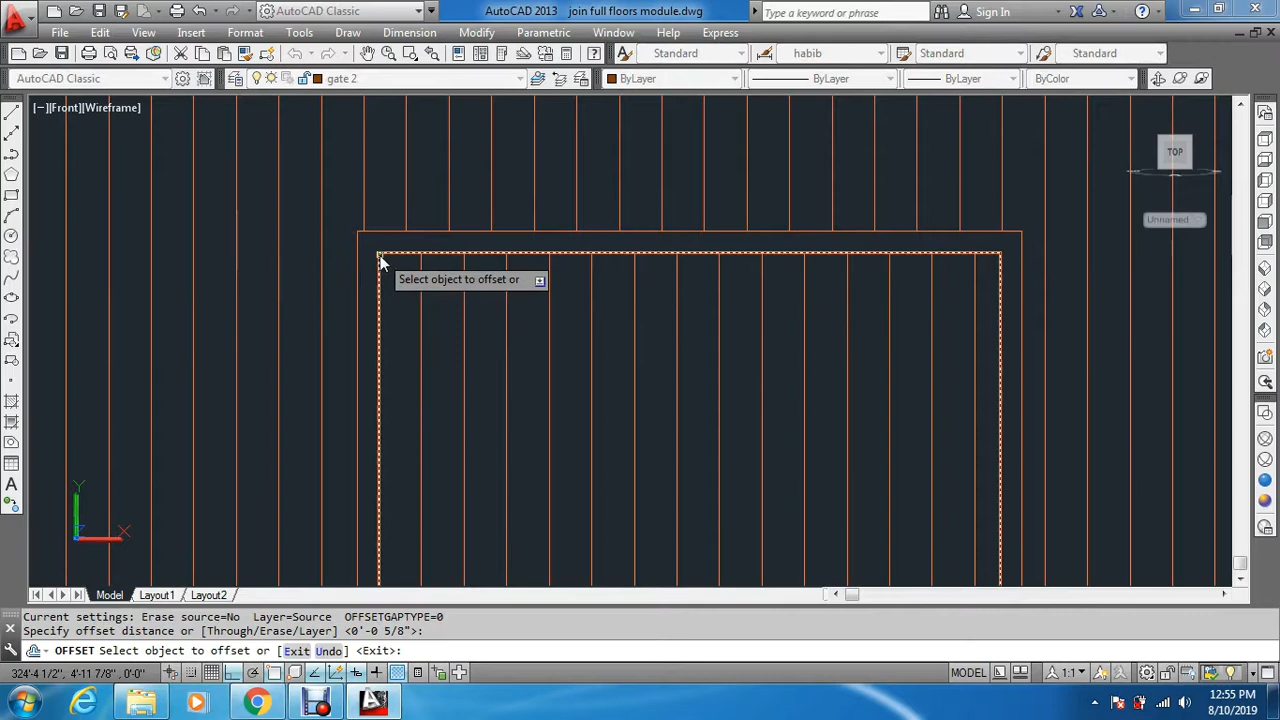 AutoCAD Classic
AutoCAD 2013 join full floors module.dwg
Type a keyword or phrase
Sign In
File Edit View Insert Format Tools Draw Dimension Modify Parametric Window Help Express
Standard habib Standard Standard
AutoCAD Classic gate 2 ByLayer ByLayer ByLayer ByColor
[−][Front][Wireframe]
TOP
Unnamed
Select object to offset or
Y
X
Model Layout1 Layout2
Current settings: Erase source=No Layer=Source OFFSETGAPTYPE=0
Specify offset distance or [Through/Erase/Layer] <0'-0 5/8">:
OFFSET Select object to offset or [Exit Undo] <Exit>:
324'-4 1/2", 4'-11 7/8", 0'-0" MODEL 1:1
12:55 PM
8/10/2019